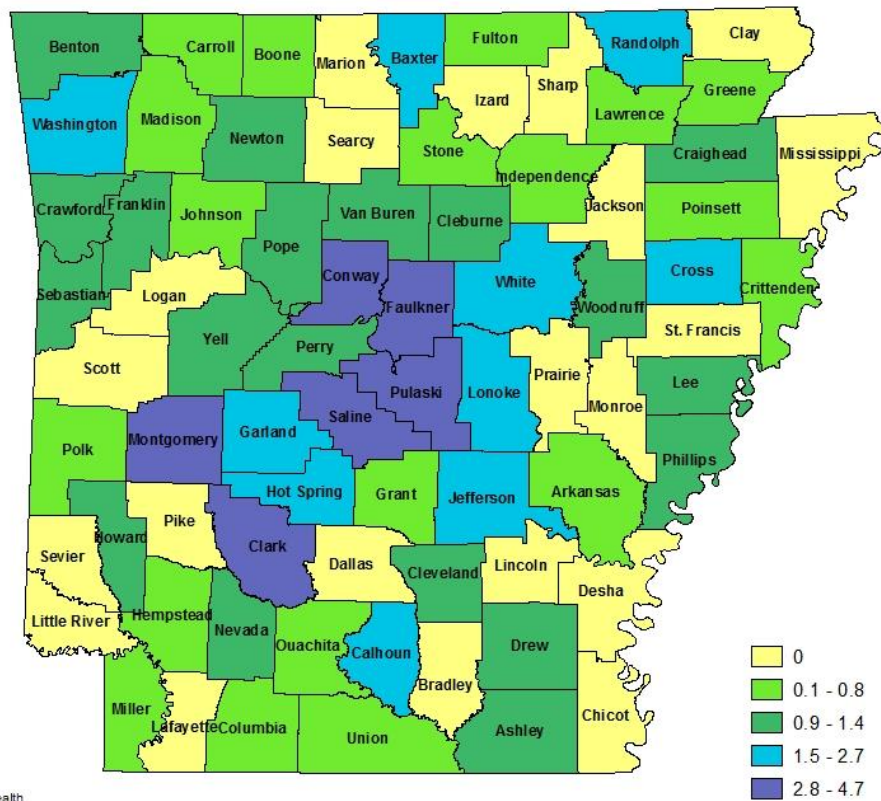 Benton
Carroll
Boone
Marion
Baxter
Fulton
Randolph
Clay
Sharp
Izard
Washington
Madison
Newton
Searcy
Stone
Lawrence
Greene
Independence
Craighead
Mississippi
Crawford
Franklin
Johnson
Pope
Van Buren
Cleburne
Jackson
Poinsett
Sebastian
Logan
Conway
Faulkner
White
Woodruff
Cross
Crittenden
Scott
Yell
Perry
Pulaski
Lonoke
Prairie
St. Francis
Monroe
Lee
Polk
Montgomery
Garland
Saline
Phillips
Hot Spring
Grant
Jefferson
Arkansas
Sevier
Howard
Pike
Clark
Dallas
Cleveland
Lincoln
Desha
Little River
Hempstead
Nevada
Ouachita
Calhoun
Bradley
Drew
Miller
Lafayette
Columbia
Union
Ashley
Chicot
0
0.1 - 0.8
0.9 - 1.4
1.5 - 2.7
2.8 - 4.7
ealth